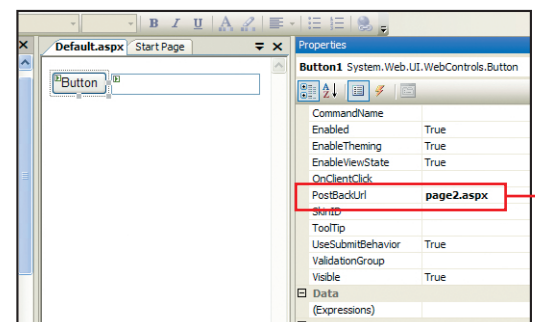 B I U A
Default.aspx Start Page
Button
Properties
Button1 System.Web.UI.WebControls.Button
CommandName
Enabled True
EnableTheming True
EnableViewState True
OnClientClick
PostBackUrl page2.aspx
SkinID
ToolTip
UseSubmitBehavior True
ValidationGroup
Visible True
Data
(Expressions)